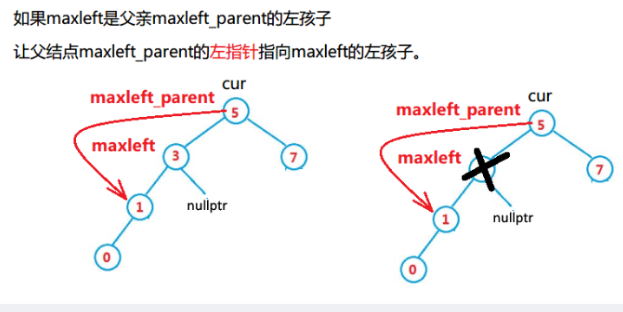 如果maxleft是父亲maxleft_parent的左孩子
让父结点maxleft_parent的左指针指向maxleft的左孩子。
cur
maxleft_parent
5
maxleft
3
7
1
nullptr
0
cur
maxleft_parent
5
maxleft
7
1
nullptr
0